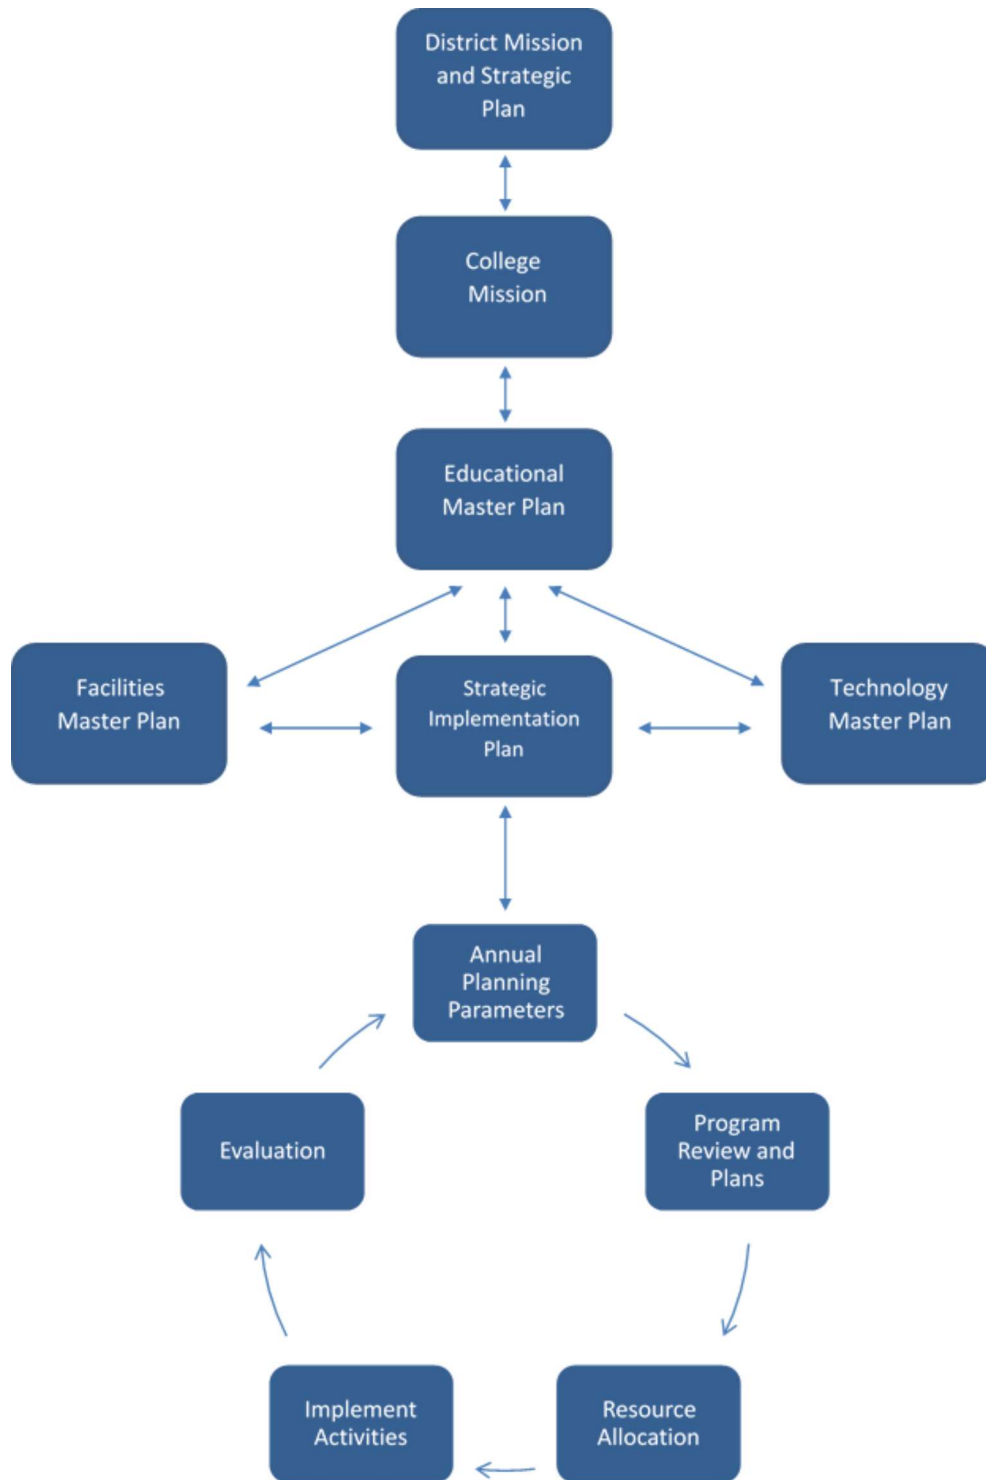 District Mission
and Strategic
Plan
College
Mission
Educational
Master Plan
Facilities
Master Plan
Strategic
Implementation
Plan
Technology
Master Plan
Annual
Planning
Parameters
Evaluation
Program
Review and
Plans
Implement
Activities
Resource
Allocation